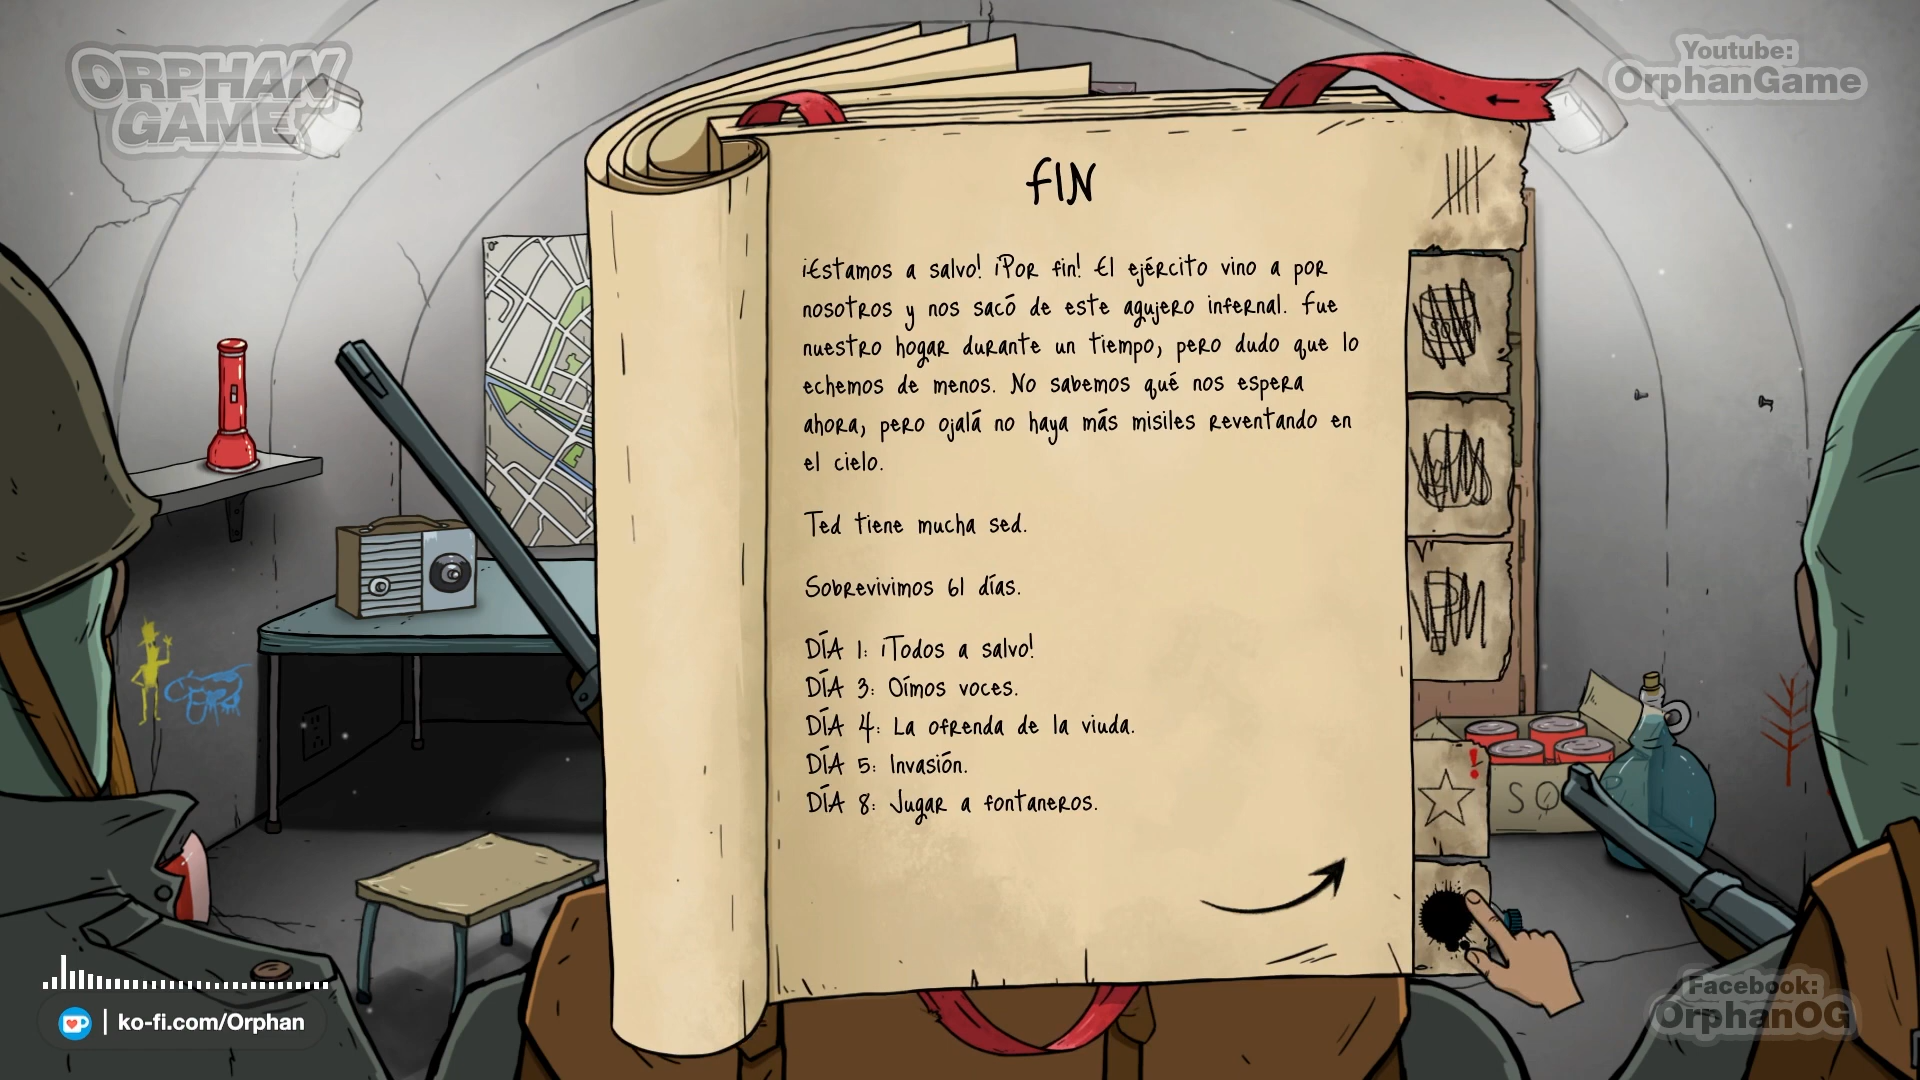 ORPHAN
GAME
Youtube:
OrphanGame
FIN
¡Estamos a salvo! ¡Por fin! El ejército vino a por
nosotros y nos sacó de este agujero infernal. Fue
nuestro hogar durante un tiempo, pero dudo que lo
echemos de menos. No sabemos qué nos espera
ahora, pero ojalá no haya más misiles reventando en
el cielo.
Ted tiene mucha sed.
Sobrevivimos 61 días.
DÍA 1: ¡Todos a salvo!
DÍA 3: Oímos voces.
DÍA 4: La ofrenda de la viuda.
DÍA 5: Invasión.
DÍA 8: Jugar a fontaneros.
SOUP
!
SO
ko-fi.com/Orphan
Facebook:
OrphanOG